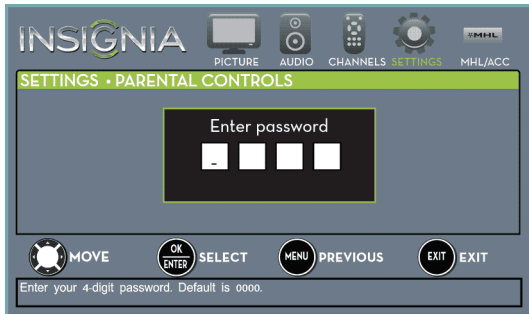 INSIGNIA
PICTURE AUDIO CHANNELS SETTINGS MHL/ACC
MHL
SETTINGS • PARENTAL CONTROLS
Enter password
_
MOVE OK ENTER SELECT MENU PREVIOUS EXIT EXIT
Enter your 4-digit password. Default is 0000.